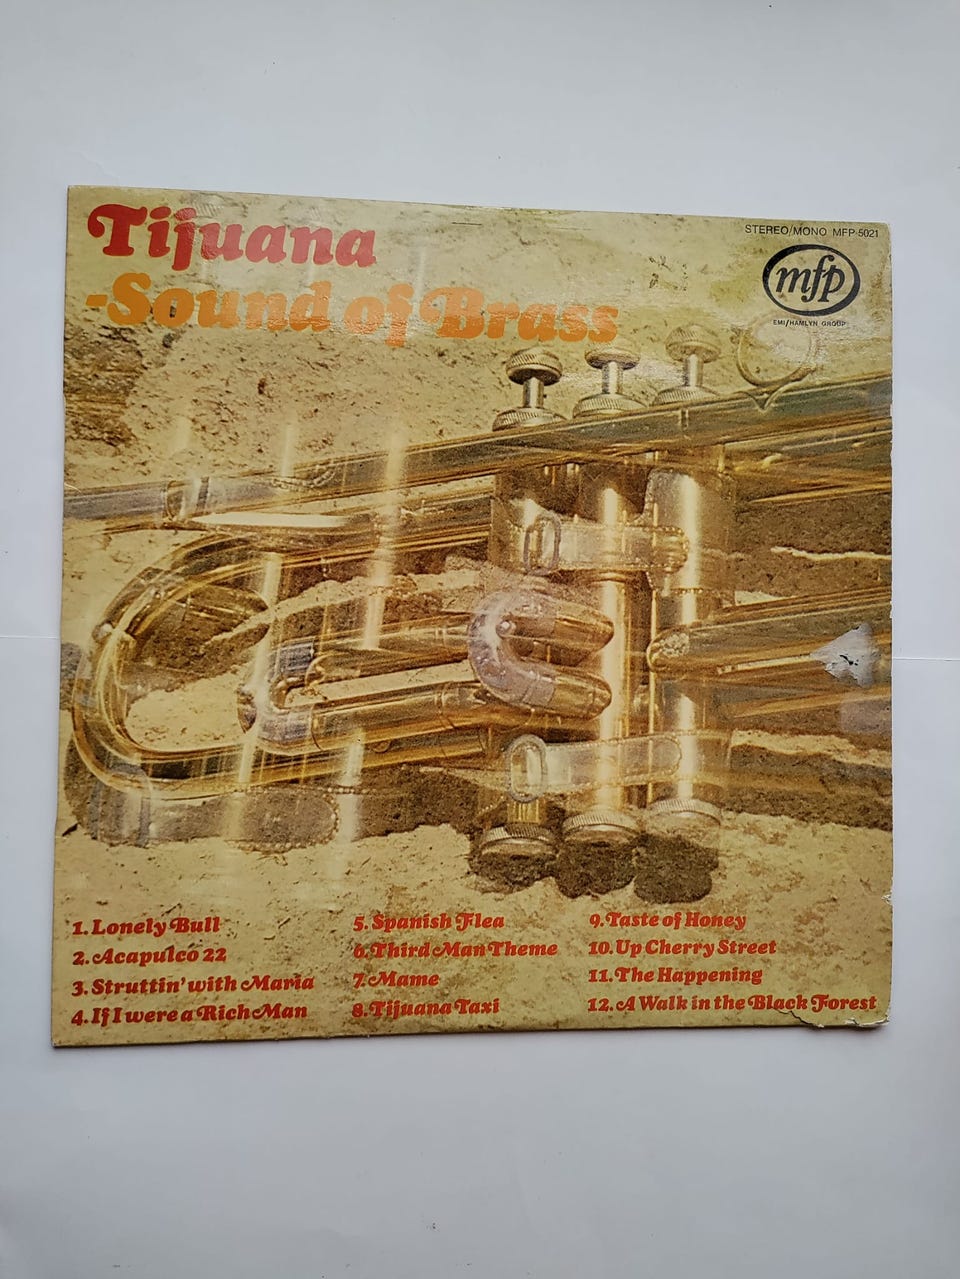 Tijuana
-Sound of Brass
STEREO/MONO MFP 5021
mfp
EMI/HAMLYN GROUP
1. Lonely Bull
2. Acapulco 22
3. Struttin' with Maria
4. If I were a Rich Man
5. Spanish Flea
6. Third Man Theme
7. Mame
8. Tijuana Taxi
9. Taste of Honey
10. Up Cherry Street
11. The Happening
12. A Walk in the Black Forest